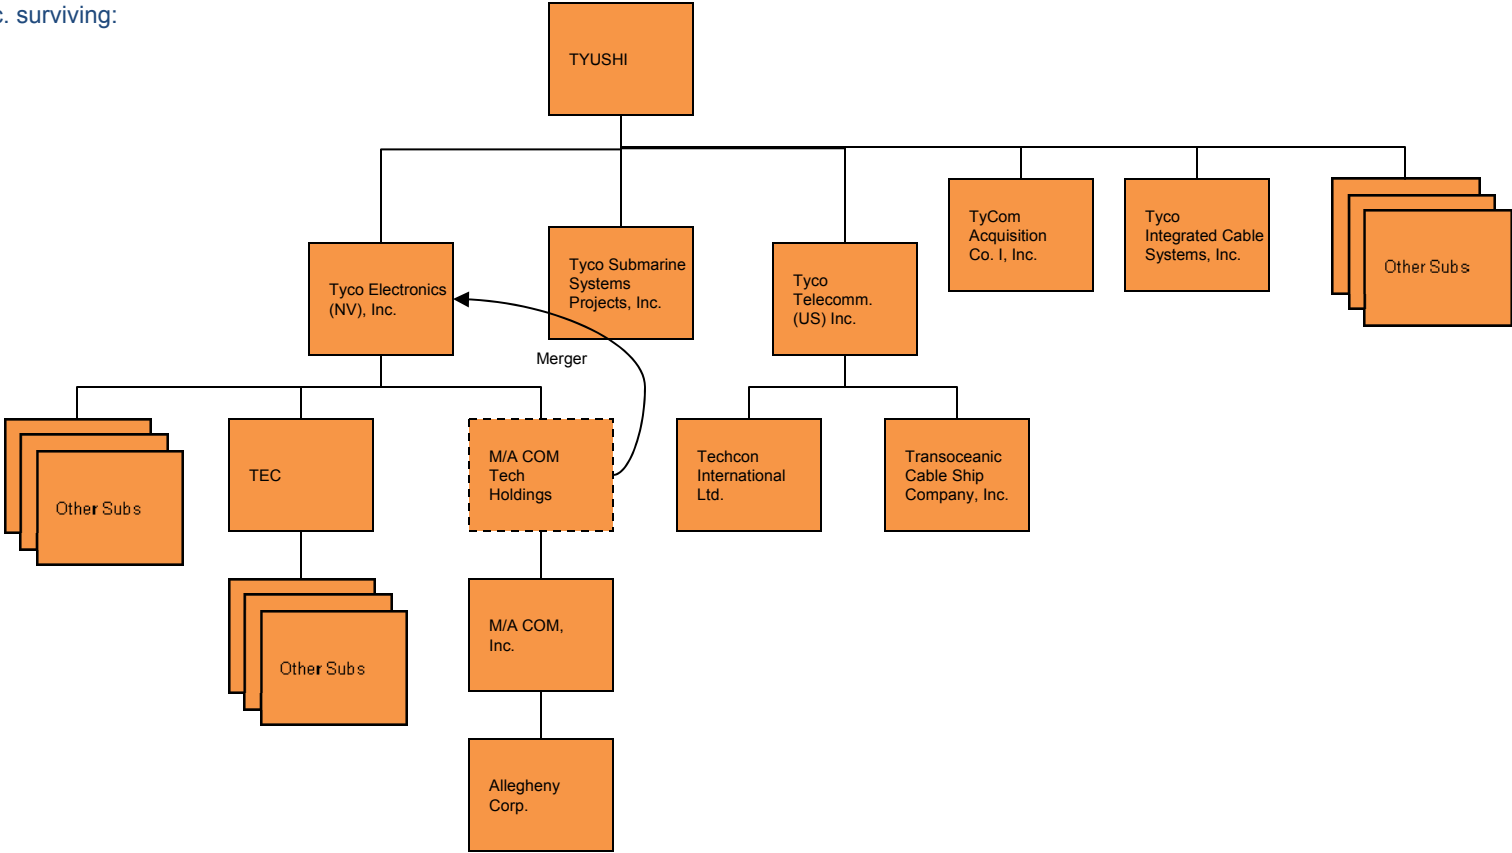 c. surviving:
TYUSHI
TyCom
Acquisition
Co. I, Inc.
Tyco
Integrated Cable
Systems, Inc.
Other Subs
Tyco Submarine
Systems
Projects, Inc.
Tyco
Telecomm.
(US) Inc.
Tyco Electronics
(NV), Inc.
Merger
Other Subs
TEC
M/A COM
Tech
Holdings
Techcon
International
Ltd.
Transoceanic
Cable Ship
Company, Inc.
Other Subs
M/A COM,
Inc.
Allegheny
Corp.